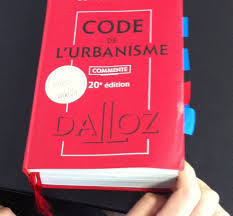 CODE
DE
L'URBANISME
COMMENTÉ
20e édition
DALLOZ